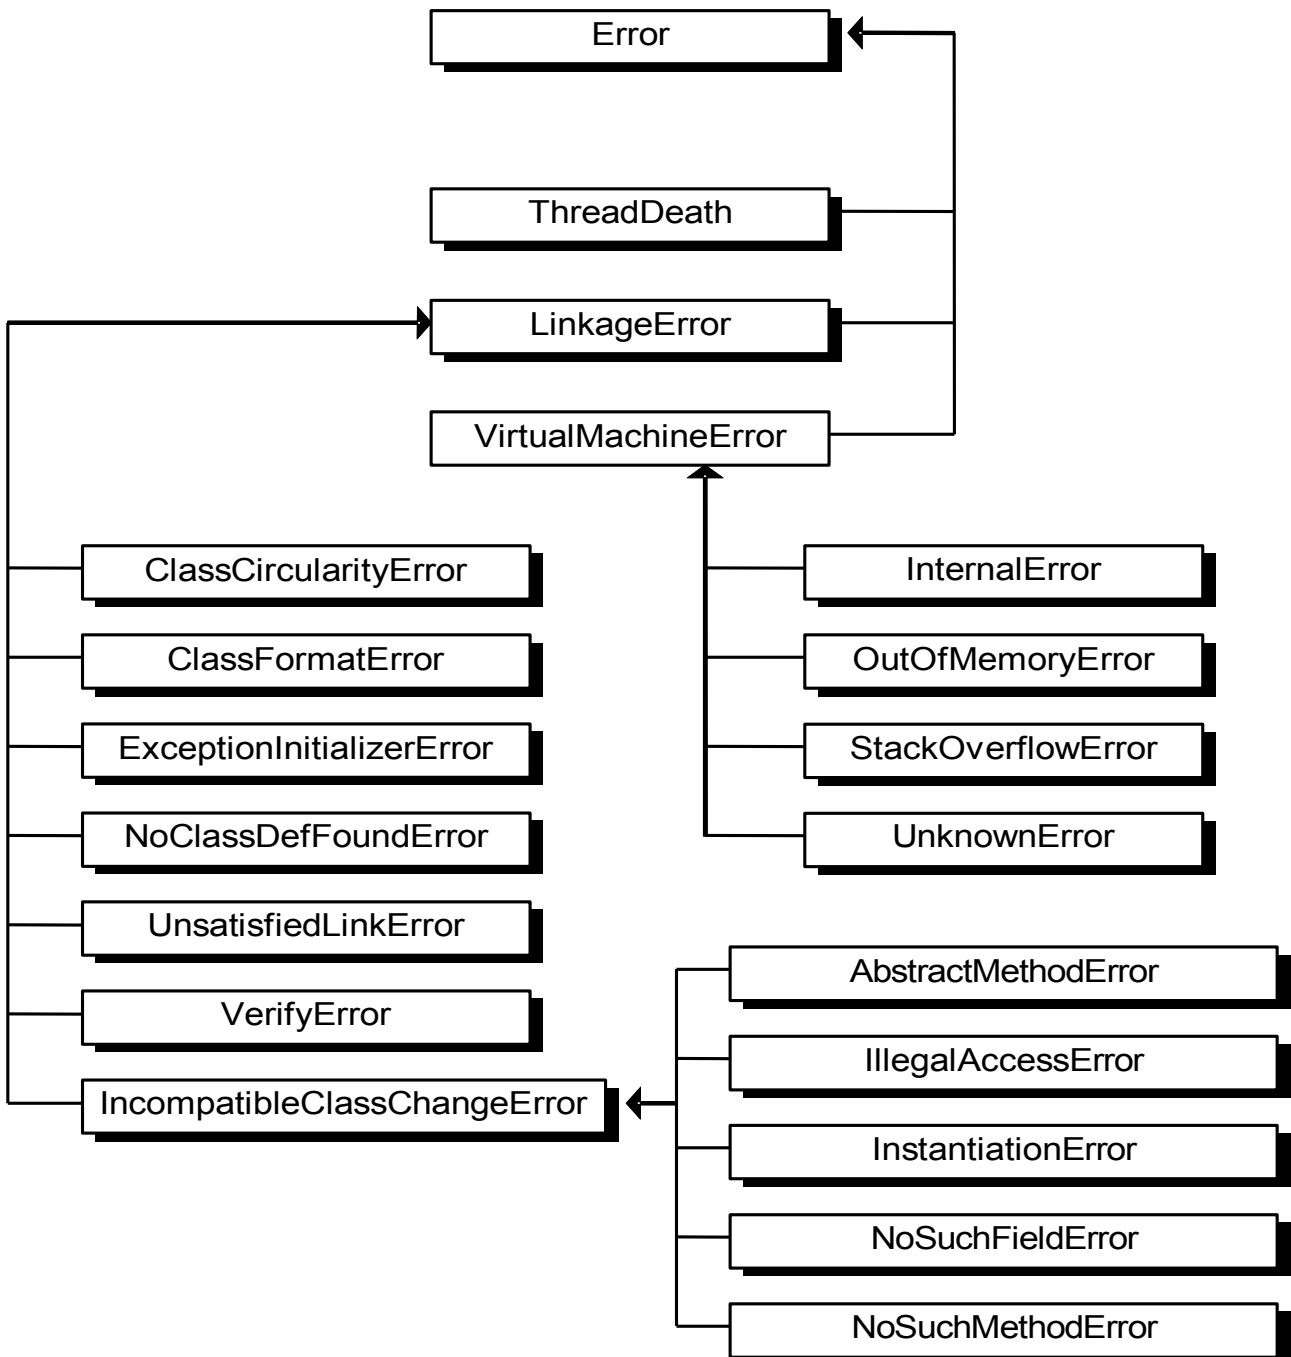 Error
ThreadDeath
LinkageError
VirtualMachineError
ClassCircularityError
ClassFormatError
ExceptionInitializerError
NoClassDefFoundError
UnsatisfiedLinkError
VerifyError
IncompatibleClassChangeError
InternalError
OutOfMemoryError
StackOverflowError
UnknownError
AbstractMethodError
IllegalAccessError
InstantiationError
NoSuchFieldError
NoSuchMethodError